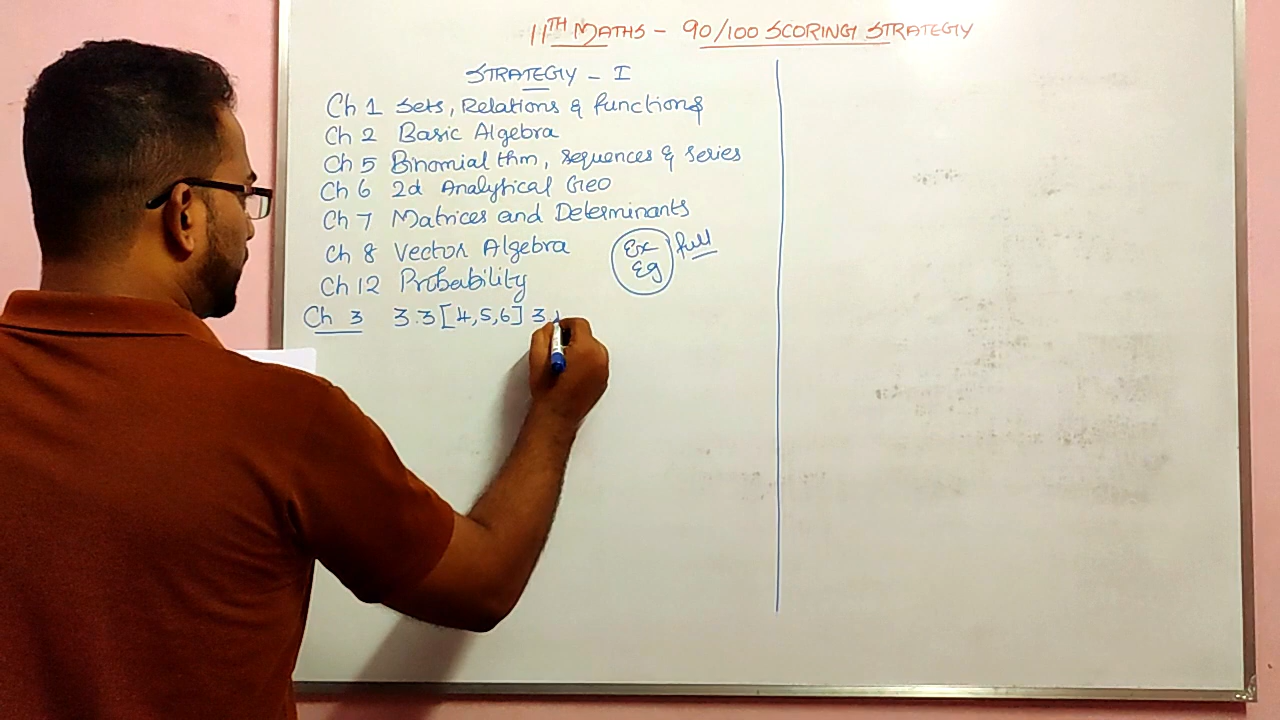 11TH MATHS - 90/100 SCORING STRATEGY
STRATEGY - I
Ch 1 Sets, Relations & functions
Ch 2 Basic Algebra
Ch 5 Binomial thm, sequences & series
Ch 6 2d Analytical Geo
Ch 7 Matrices and Determinants
Ch 8 Vector Algebra
Ex
Eg
full
Ch 12 Probability
Ch 3 3.3 [4,5,6] 3.